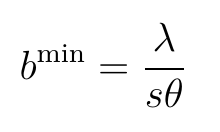 b^min = λ / sθ